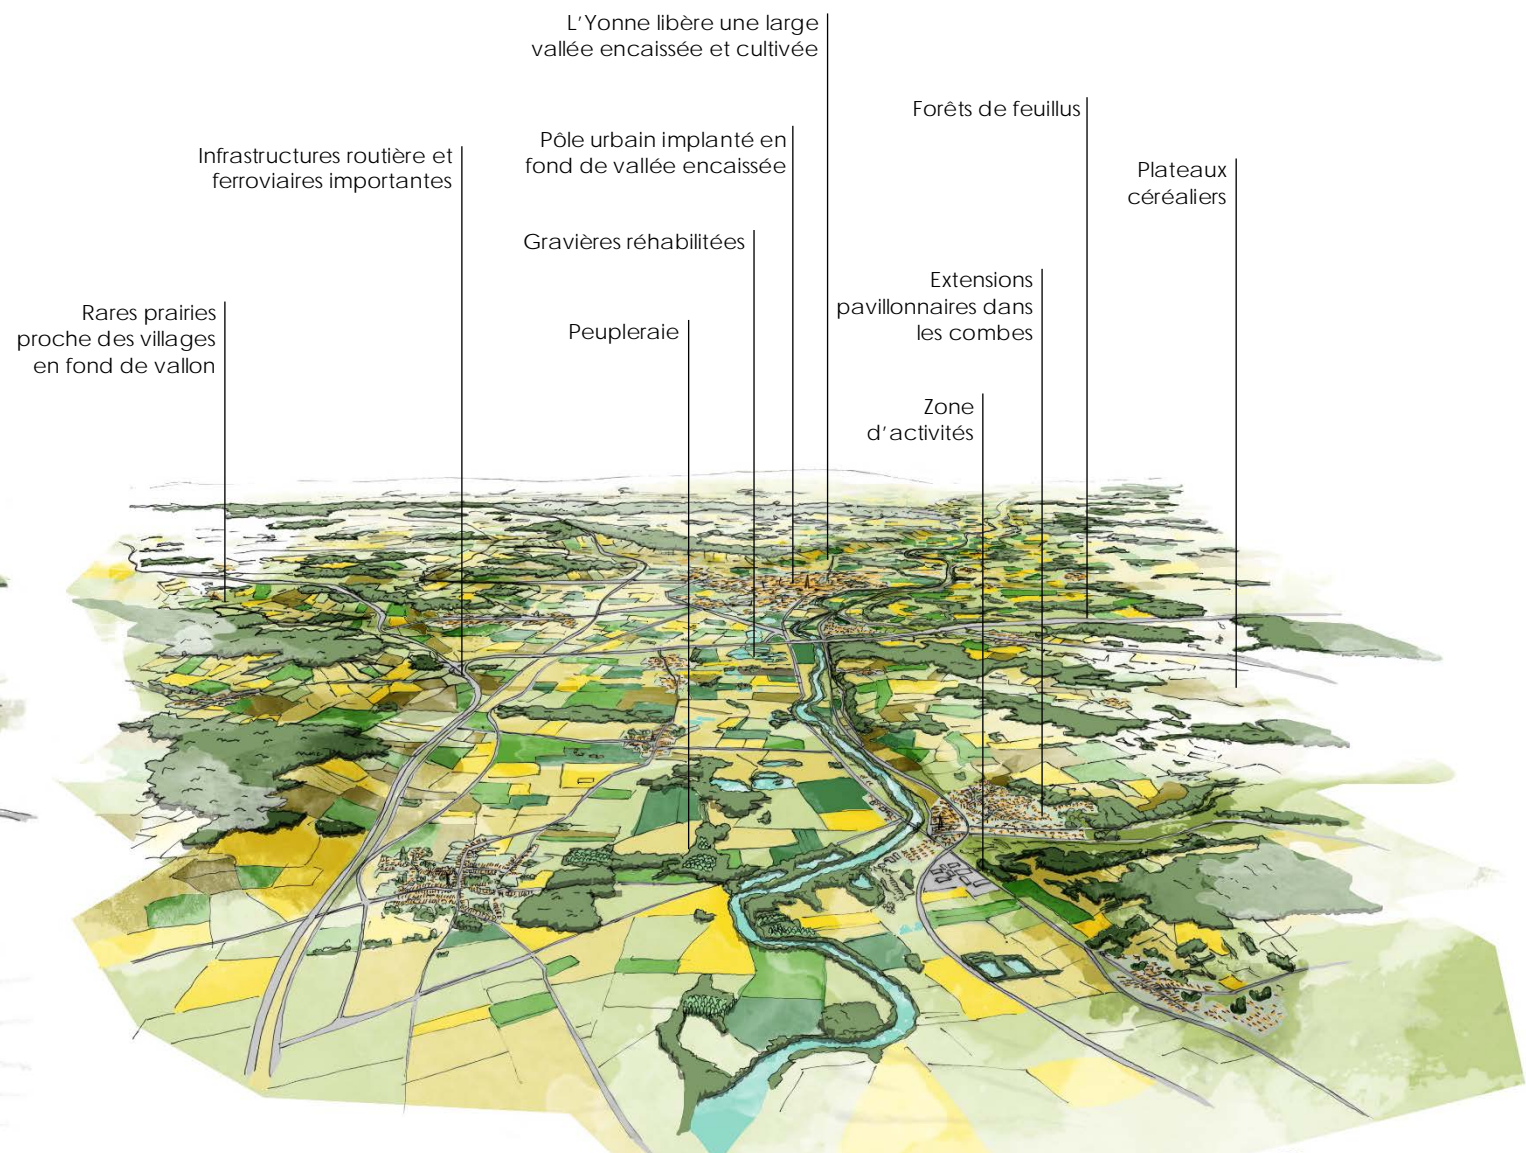 L'Yonne libère une large
vallée encaissée et cultivée
Forêts de feuillus
Pôle urbain implanté en
fond de vallée encaissée
Infrastructures routière et
ferroviaires importantes
Plateaux
céréaliers
Gravières réhabilitées
Extensions
pavillonnaires dans
les combes
Rares prairies
proche des villages
en fond de vallon
Peupleraie
Zone
d'activités